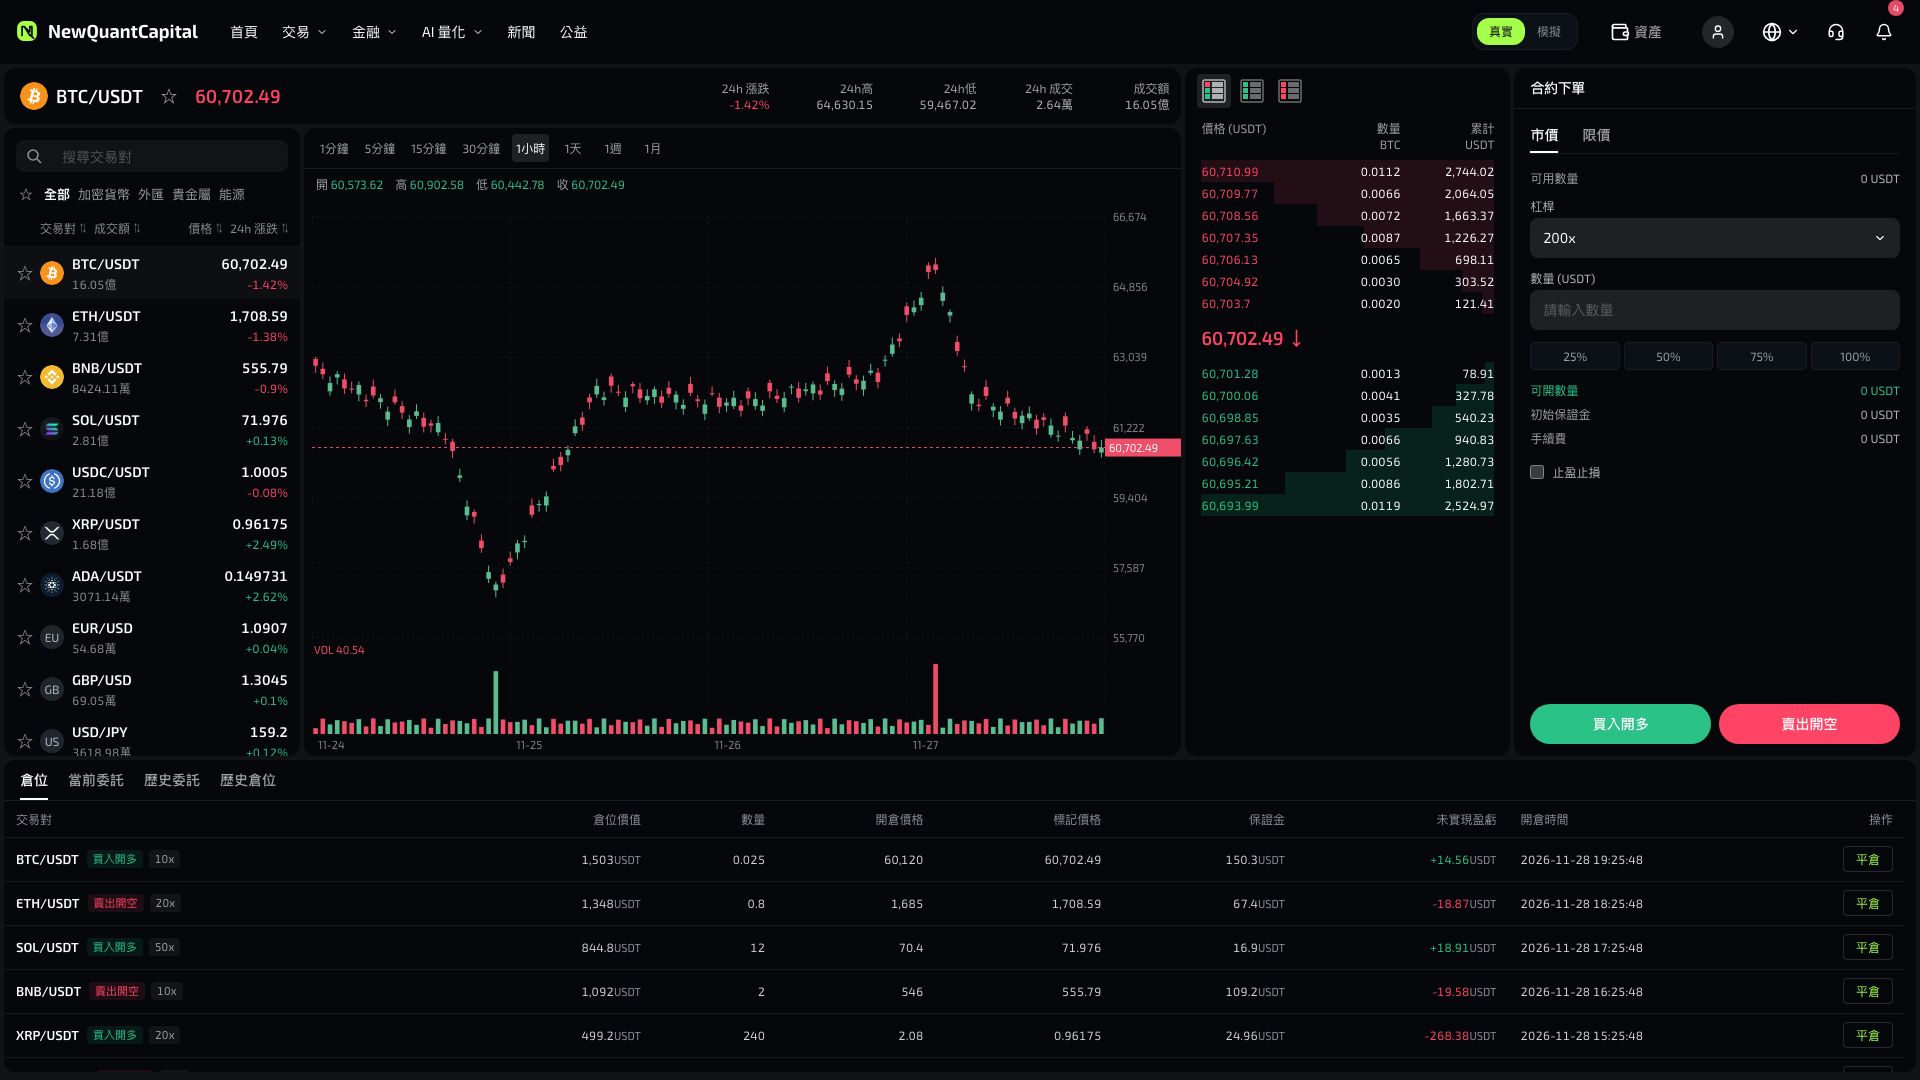 NewQuantCapital 首頁 交易 金融 AI 量化 新聞 公益 真實 模擬 資產 4
BTC/USDT 60,702.49
24h 漲跌 24h高 24h低 24h 成交 成交額
-1.42% 64,630.15 59,467.02 2.64萬 16.05億
搜尋交易對
全部 加密貨幣 外匯 貴金屬 能源
交易對 成交額 價格 24h 漲跌
BTC/USDT 60,702.49
16.05億 -1.42%
ETH/USDT 1,708.59
7.31億 -1.38%
BNB/USDT 555.79
8424.11萬 -0.9%
SOL/USDT 71.976
2.81億 +0.13%
USDC/USDT 1.0005
21.18億 -0.08%
XRP/USDT 0.96175
1.68億 +2.49%
ADA/USDT 0.149731
3071.14萬 +2.62%
EU EUR/USD 1.0907
54.68萬 +0.04%
GB GBP/USD 1.3045
69.05萬 +0.1%
US USD/JPY 159.2
3618.98萬 +0.12%
1分鐘 5分鐘 15分鐘 30分鐘 1小時 1天 1週 1月
開 60,573.62 高 60,902.58 低 60,442.78 收 60,702.49
66,674
64,856
63,039
61,222
60,702.49
59,404
57,587
55,770
VOL 40.54
11-24 11-25 11-26 11-27
價格 (USDT) 數量 累計
BTC USDT
60,710.99 0.0112 2,744.02
60,709.77 0.0066 2,064.05
60,708.56 0.0072 1,663.37
60,707.35 0.0087 1,226.27
60,706.13 0.0065 698.11
60,704.92 0.0030 303.52
60,703.7 0.0020 121.41
60,702.49 ↓
60,701.28 0.0013 78.91
60,700.06 0.0041 327.78
60,698.85 0.0035 540.23
60,697.63 0.0066 940.83
60,696.42 0.0056 1,280.73
60,695.21 0.0086 1,802.71
60,693.99 0.0119 2,524.97
合約下單
市價 限價
可用數量 0 USDT
杠桿
200x
數量 (USDT)
請輸入數量
25% 50% 75% 100%
可開數量 0 USDT
初始保證金 0 USDT
手續費 0 USDT
止盈止損
買入開多 賣出開空
倉位 當前委託 歷史委託 歷史倉位
交易對 倉位價值 數量 開倉價格 標記價格 保證金 未實現盈虧 開倉時間 操作
BTC/USDT 買入開多 10x 1,503USDT 0.025 60,120 60,702.49 150.3USDT +14.56USDT 2026-11-28 19:25:48 平倉
ETH/USDT 賣出開空 20x 1,348USDT 0.8 1,685 1,708.59 67.4USDT -18.87USDT 2026-11-28 18:25:48 平倉
SOL/USDT 買入開多 50x 844.8USDT 12 70.4 71.976 16.9USDT +18.91USDT 2026-11-28 17:25:48 平倉
BNB/USDT 賣出開空 10x 1,092USDT 2 546 555.79 109.2USDT -19.58USDT 2026-11-28 16:25:48 平倉
XRP/USDT 買入開多 20x 499.2USDT 240 2.08 0.96175 24.96USDT -268.38USDT 2026-11-28 15:25:48 平倉